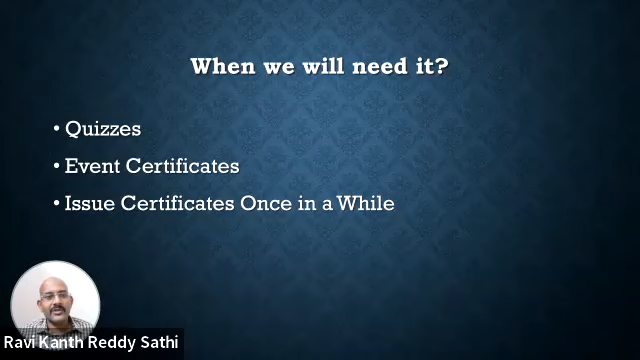 When we will need it?
• Quizzes
• Event Certificates
• Issue Certificates Once in a While
Ravi Kanth Reddy Sathi